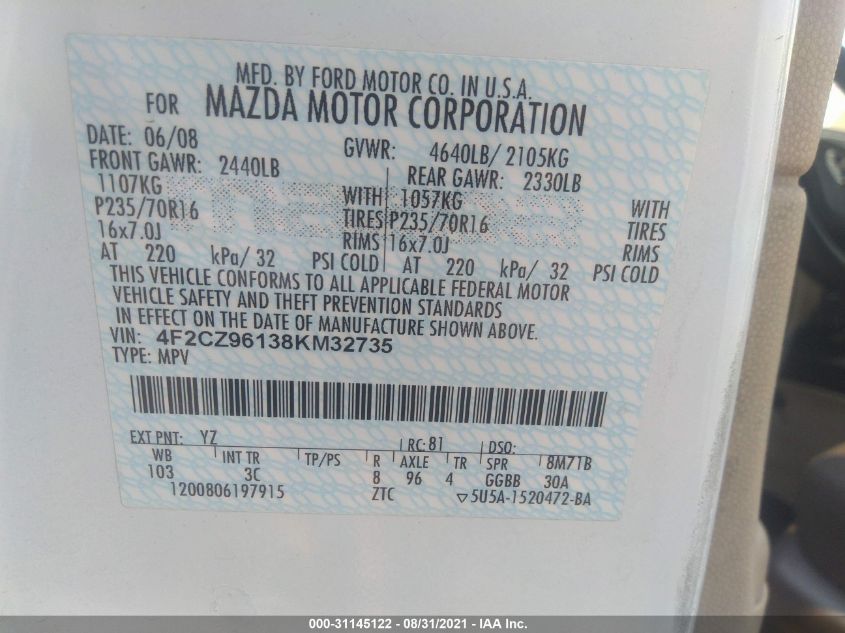 MFD. BY FORD MOTOR CO. IN U.S.A.
FOR MAZDA MOTOR CORPORATION
DATE: 06/08 GVWR: 4640LB/ 2105KG
FRONT GAWR: 2440LB REAR GAWR: 2330LB
1107KG WITH 1057KG WITH
P235/70R16 TIRES P235/70R16 TIRES
16x7.0J RIMS 16x7.0J RIMS
AT 220 kPa/ 32 PSI COLD AT 220 kPa/ 32 PSI COLD
THIS VEHICLE CONFORMS TO ALL APPLICABLE FEDERAL MOTOR
VEHICLE SAFETY AND THEFT PREVENTION STANDARDS
IN EFFECT ON THE DATE OF MANUFACTURE SHOWN ABOVE.
VIN: 4F2CZ96138KM32735
TYPE: MPV
EXT PNT: YZ RC: 81 DSO:
WB INT TR TP/PS R AXLE TR SPR 8M71B
103 3C 8 96 4 GGBB 30A
1200806197915 ZTC ▽5U5A-1520472-BA
000-31145122 - 08/31/2021 - IAA Inc.